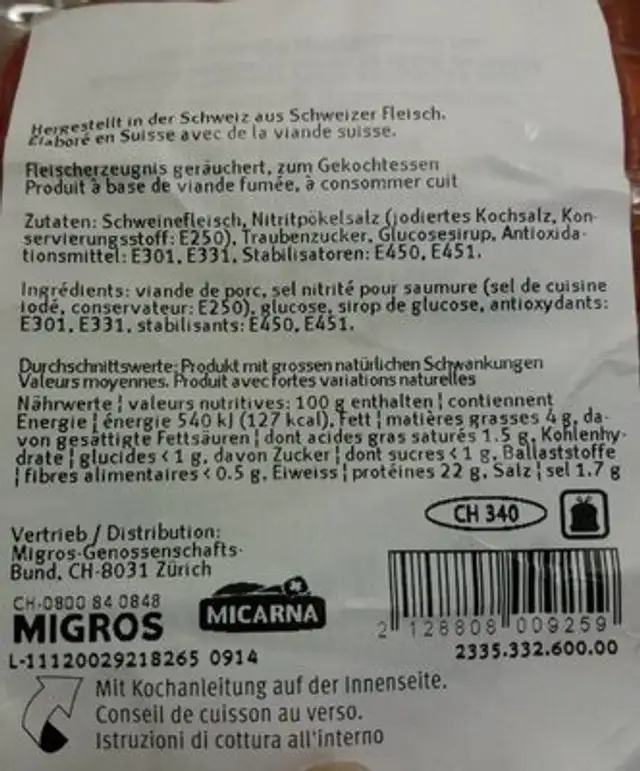 Hergestellt in der Schweiz aus Schweizer Fleisch.
Elaboré en Suisse avec de la viande suisse.
Fleischerzeugnis geräuchert, zum Gekochtessen
Produit à base de viande fumée, à consommer cuit
Zutaten: Schweinefleisch, Nitritpökelsalz (jodiertes Kochsalz, Kon-
servierungsstoff: E250), Traubenzucker, Glucosesirup, Antioxida-
tionsmittel: E301, E331, Stabilisatoren: E450, E451.
Ingrédients: viande de porc, sel nitrité pour saumure (sel de cuisine
iodé, conservateur: E250), glucose, sirop de glucose, antioxydants:
E301, E331, stabilisants: E450, E451.
Durchschnittswerte: Produkt mit grossen natürlichen Schwankungen
Valeurs moyennes. Produit avec fortes variations naturelles
Nährwerte ¦ valeurs nutritives: 100 g enthalten ¦ contiennent
Energie ¦ énergie 540 kJ (127 kcal), Fett ¦ matières grasses 4 g, da-
von gesättigte Fettsäuren ¦ dont acides gras saturés 1.5 g, Kohlenhy-
drate ¦ glucides < 1 g, davon Zucker ¦ dont sucres < 1 g, Ballaststoffe
¦ fibres alimentaires < 0.5 g, Eiweiss ¦ protéines 22 g, Salz ¦ sel 1.7 g
CH 340
Vertrieb / Distribution:
Migros-Genossenschafts-
Bund, CH-8031 Zürich
CH-0800 84 0848
MIGROS
MICARNA
2 128808 009259
L-11120029218265 0914
2335.332.600.00
Mit Kochanleitung auf der Innenseite.
Conseil de cuisson au verso.
Istruzioni di cottura all'interno